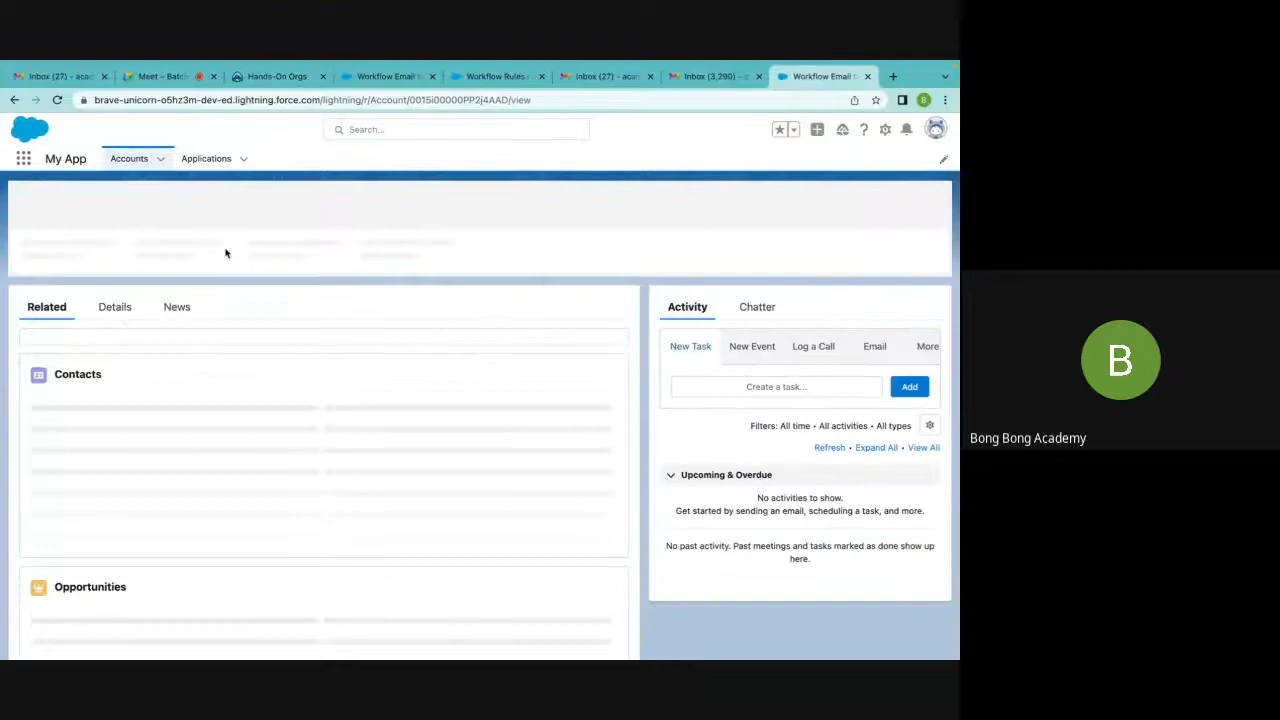 Inbox (27) - acad
Meet – Batch
Hands-On Orgs
Workflow Email t
Workflow Rules
Inbox (27) - acam
Inbox (3,290) -
Workflow Email t
brave-unicorn-o5hz3m-dev-ed.lightning.force.com/lightning/r/Account/0015i00000PP2j4AAD/view
B
Search...
My App
Accounts
Applications
Related
Details
News
Activity
Chatter
New Task
New Event
Log a Call
Email
More
Create a task...
Add
Contacts
Filters: All time • All activities • All types
Refresh • Expand All • View All
Upcoming & Overdue
No activities to show.
Get started by sending an email, scheduling a task, and more.
No past activity. Past meetings and tasks marked as done show up
here.
Opportunities
B
Bong Bong Academy